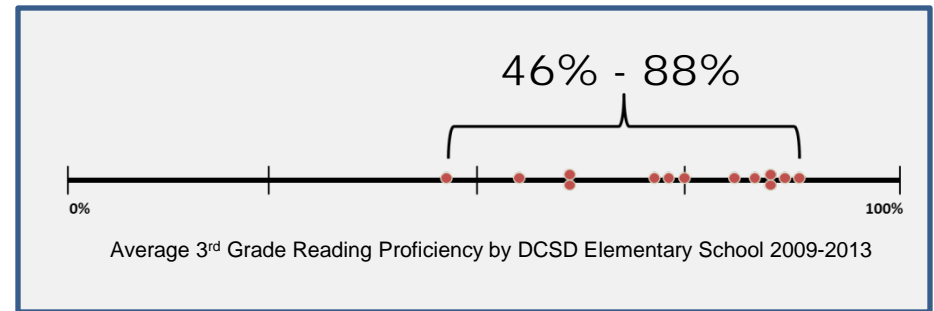 46% - 88%
0%
100%
Average 3rd Grade Reading Proficiency by DCSD Elementary School 2009-2013